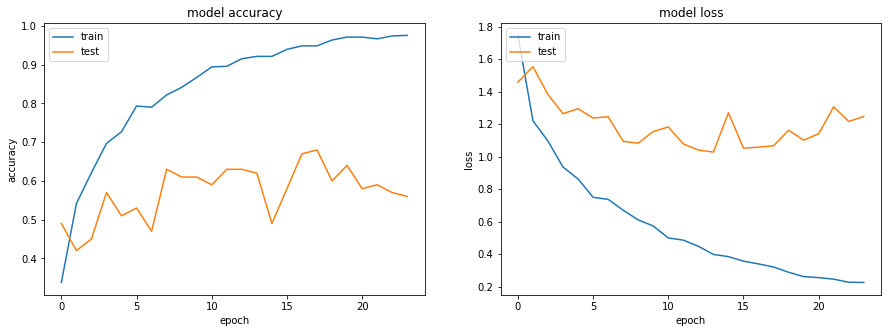 model accuracy
train
test
accuracy
1.0
0.9
0.8
0.7
0.6
0.5
0.4
0 5 10 15 20
epoch
model loss
train
test
loss
1.8
1.6
1.4
1.2
1.0
0.8
0.6
0.4
0.2
0 5 10 15 20
epoch